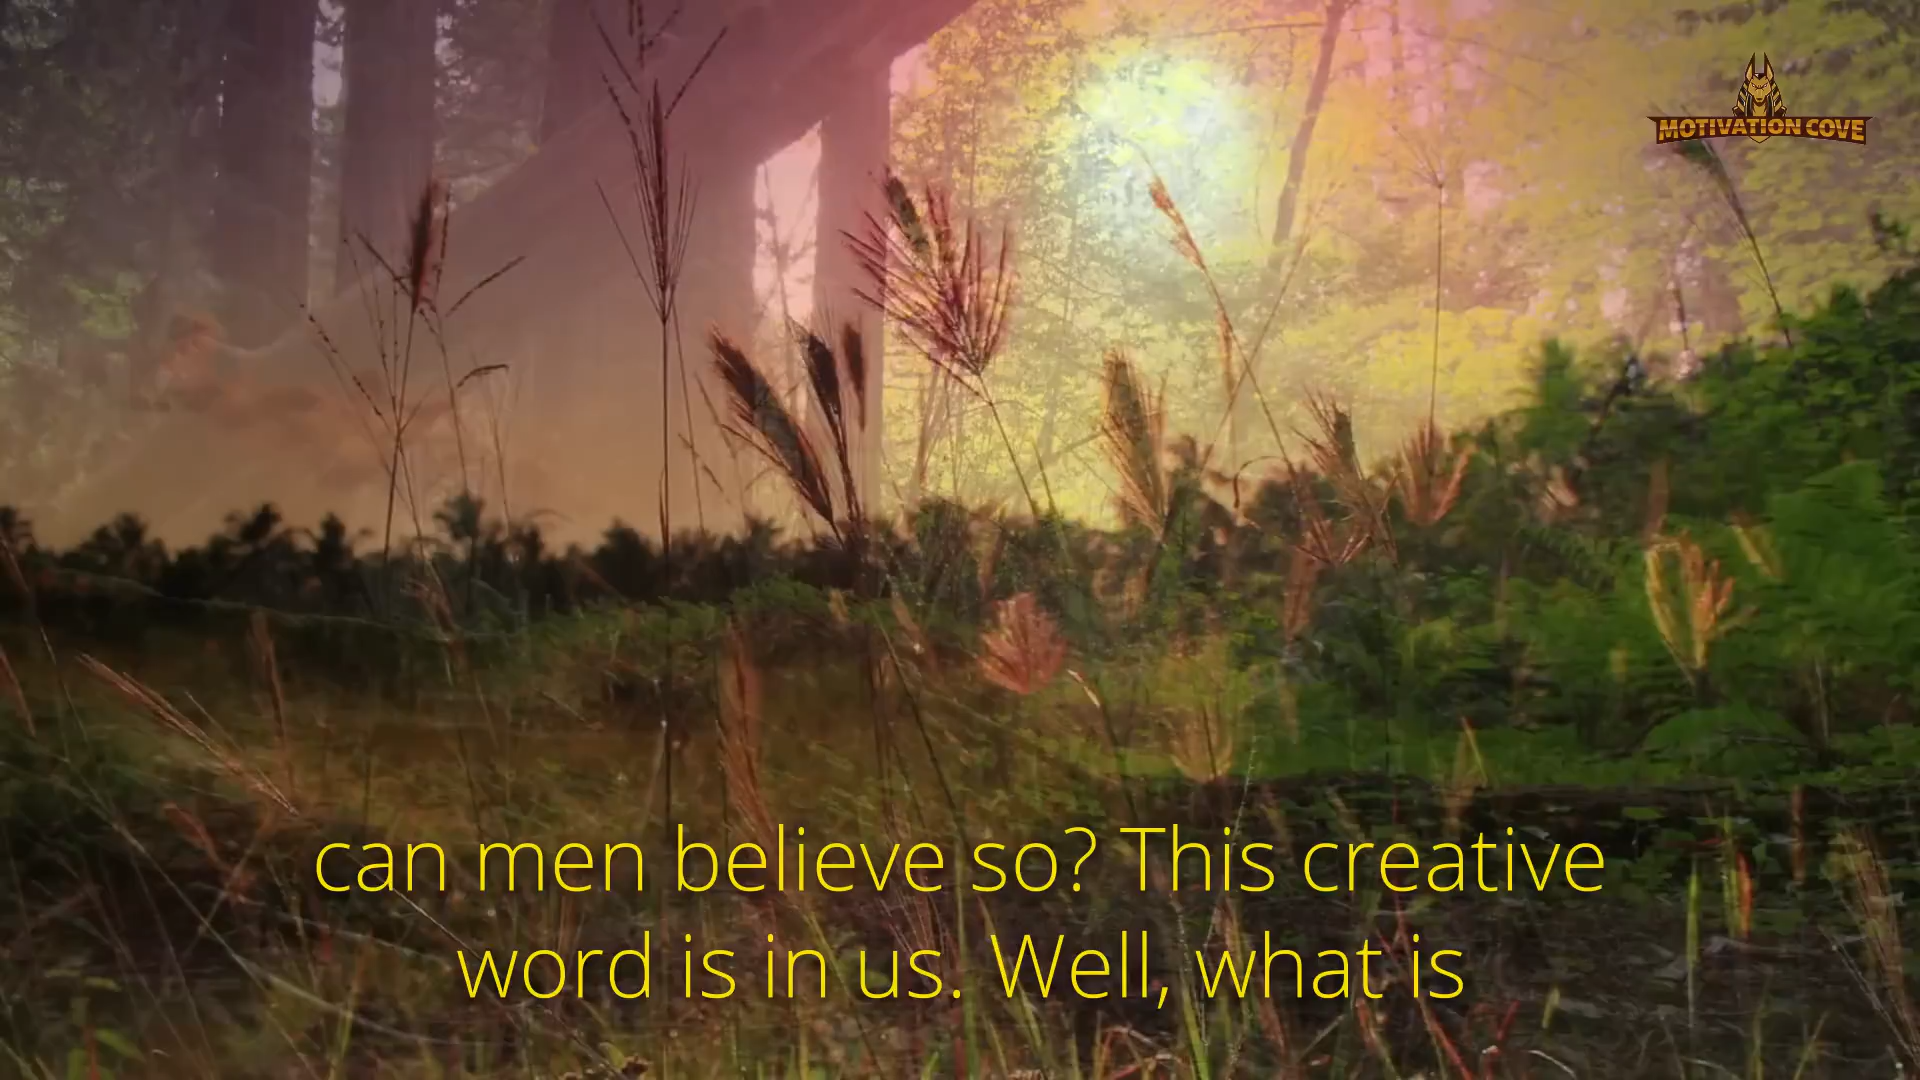 MOTIVATION COVE
can men believe so? This creative
word is in us. Well, what is